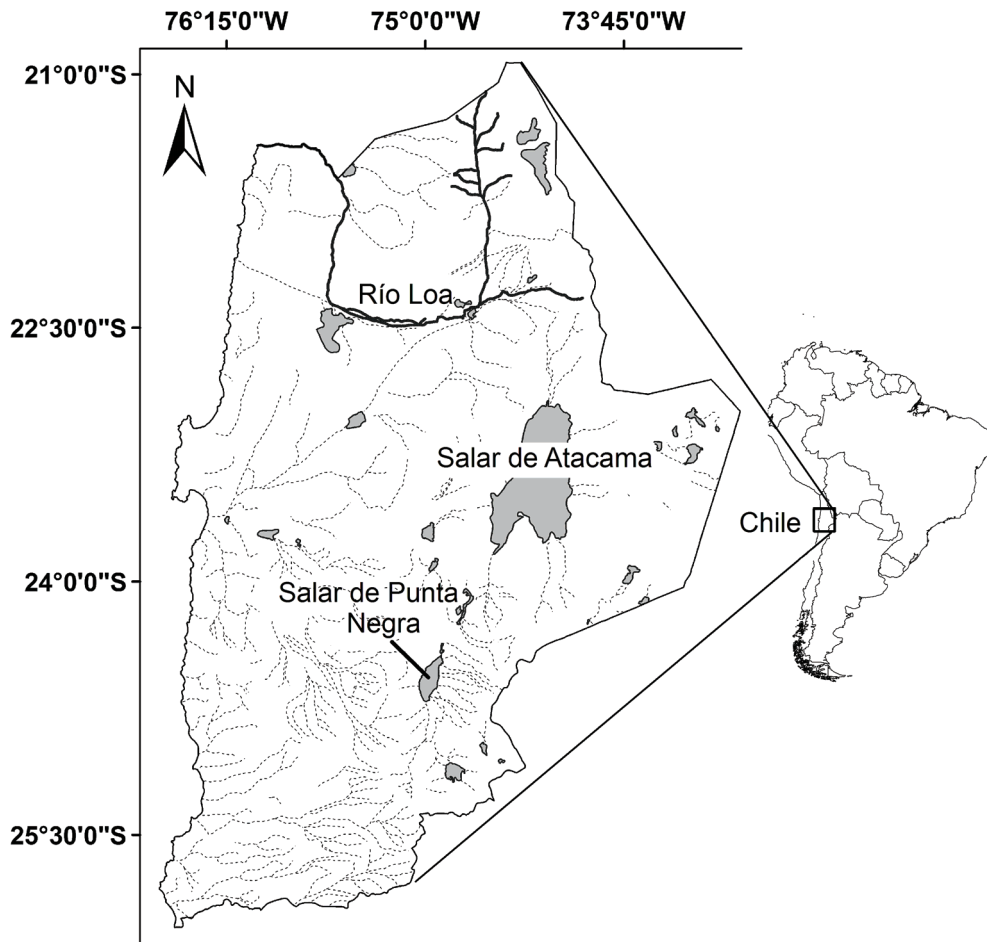 76°15'0"W 75°0'0"W 73°45'0"W
21°0'0"S
N
22°30'0"S
Río Loa
Salar de Atacama
Chile
24°0'0"S
Salar de Punta
Negra
25°30'0"S